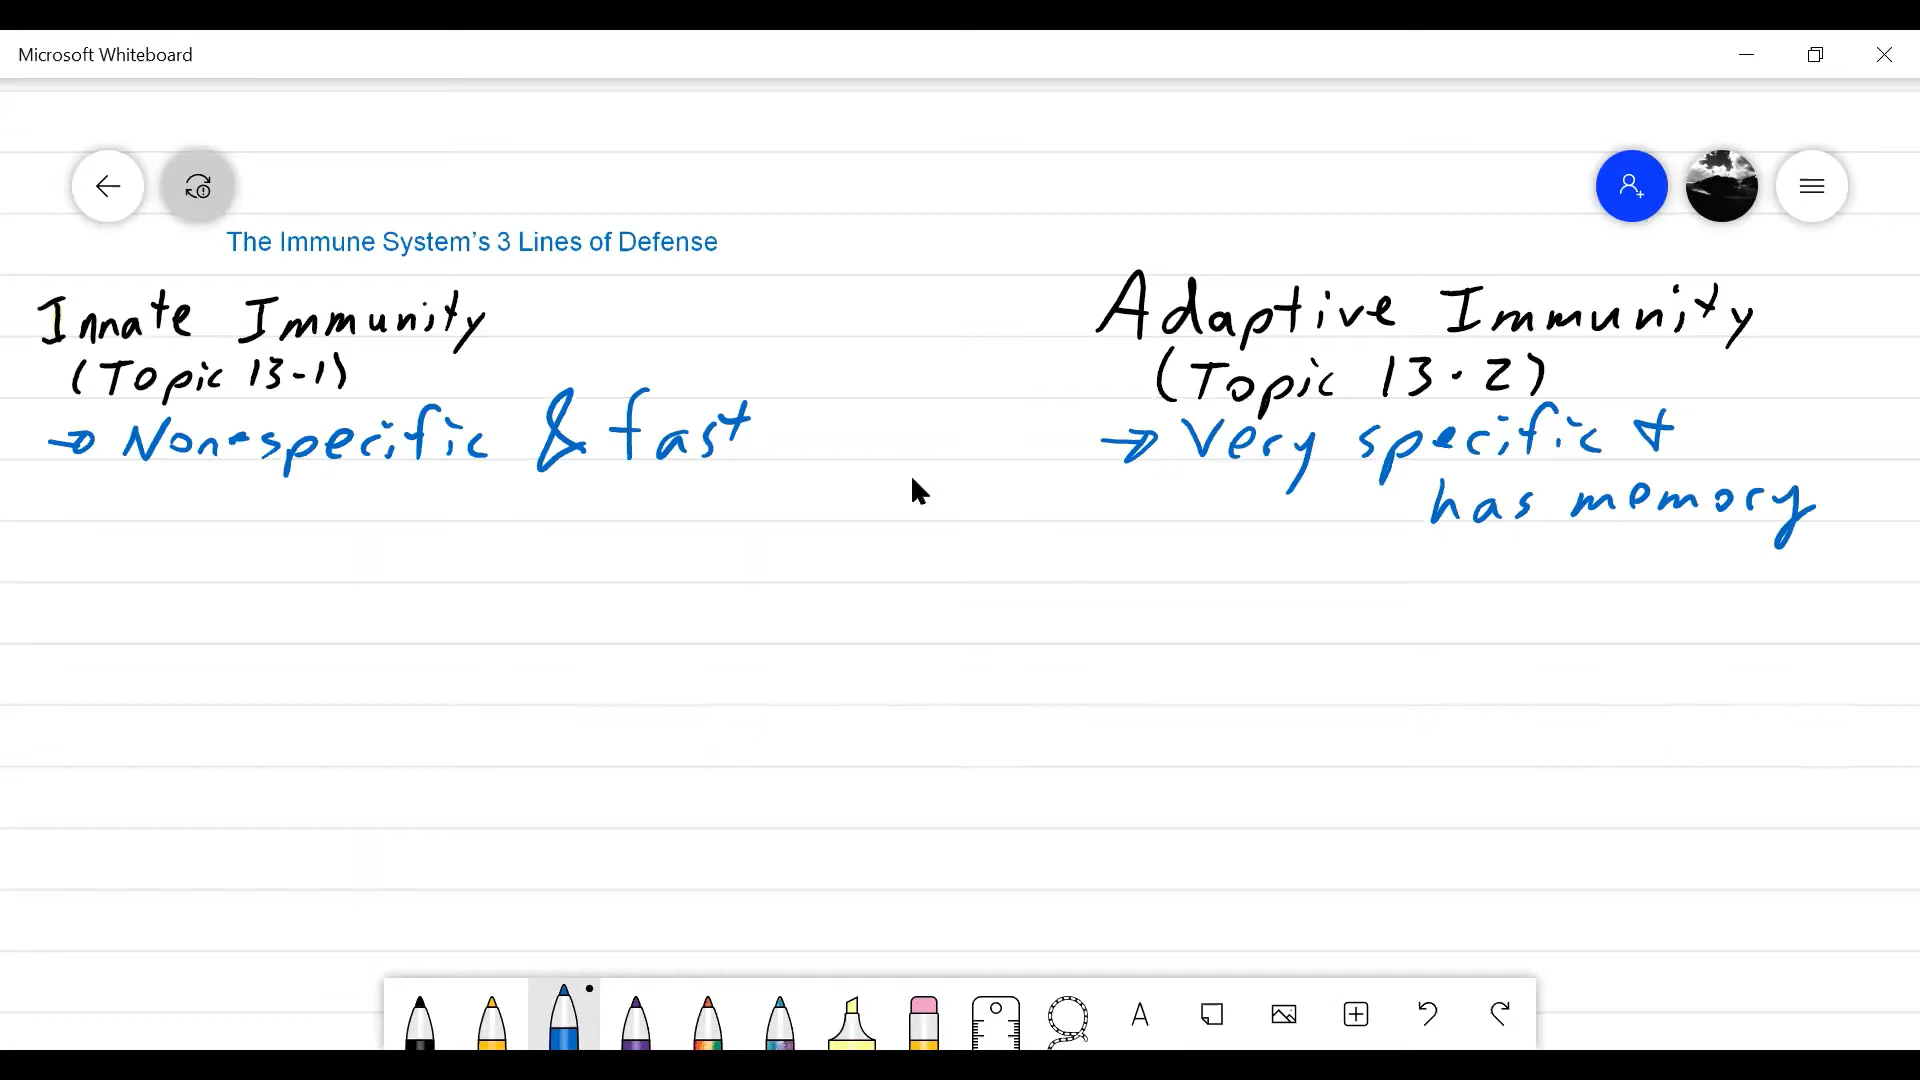 Microsoft Whiteboard
The Immune System's 3 Lines of Defense
Innate Immunity
(Topic 13-1)
→ Non-specific & fast
Adaptive Immunity
(Topic 13.2)
→ Very specific +
has memory
A